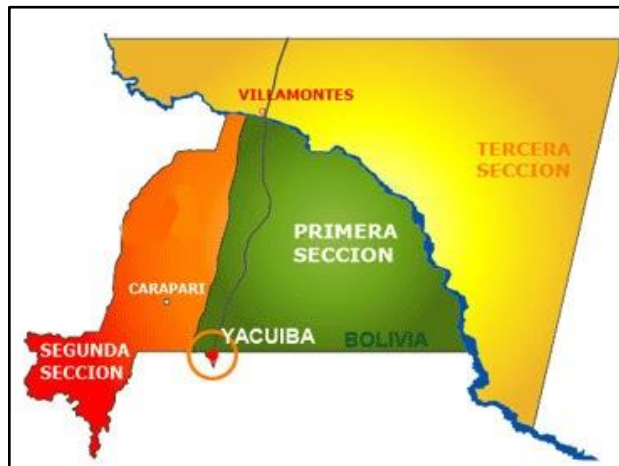 VILLAMONTES
TERCERA
SECCION
PRIMERA
SECCION
CARAPARI
YACUIBA
BOLIVIA
SEGUNDA
SECCION